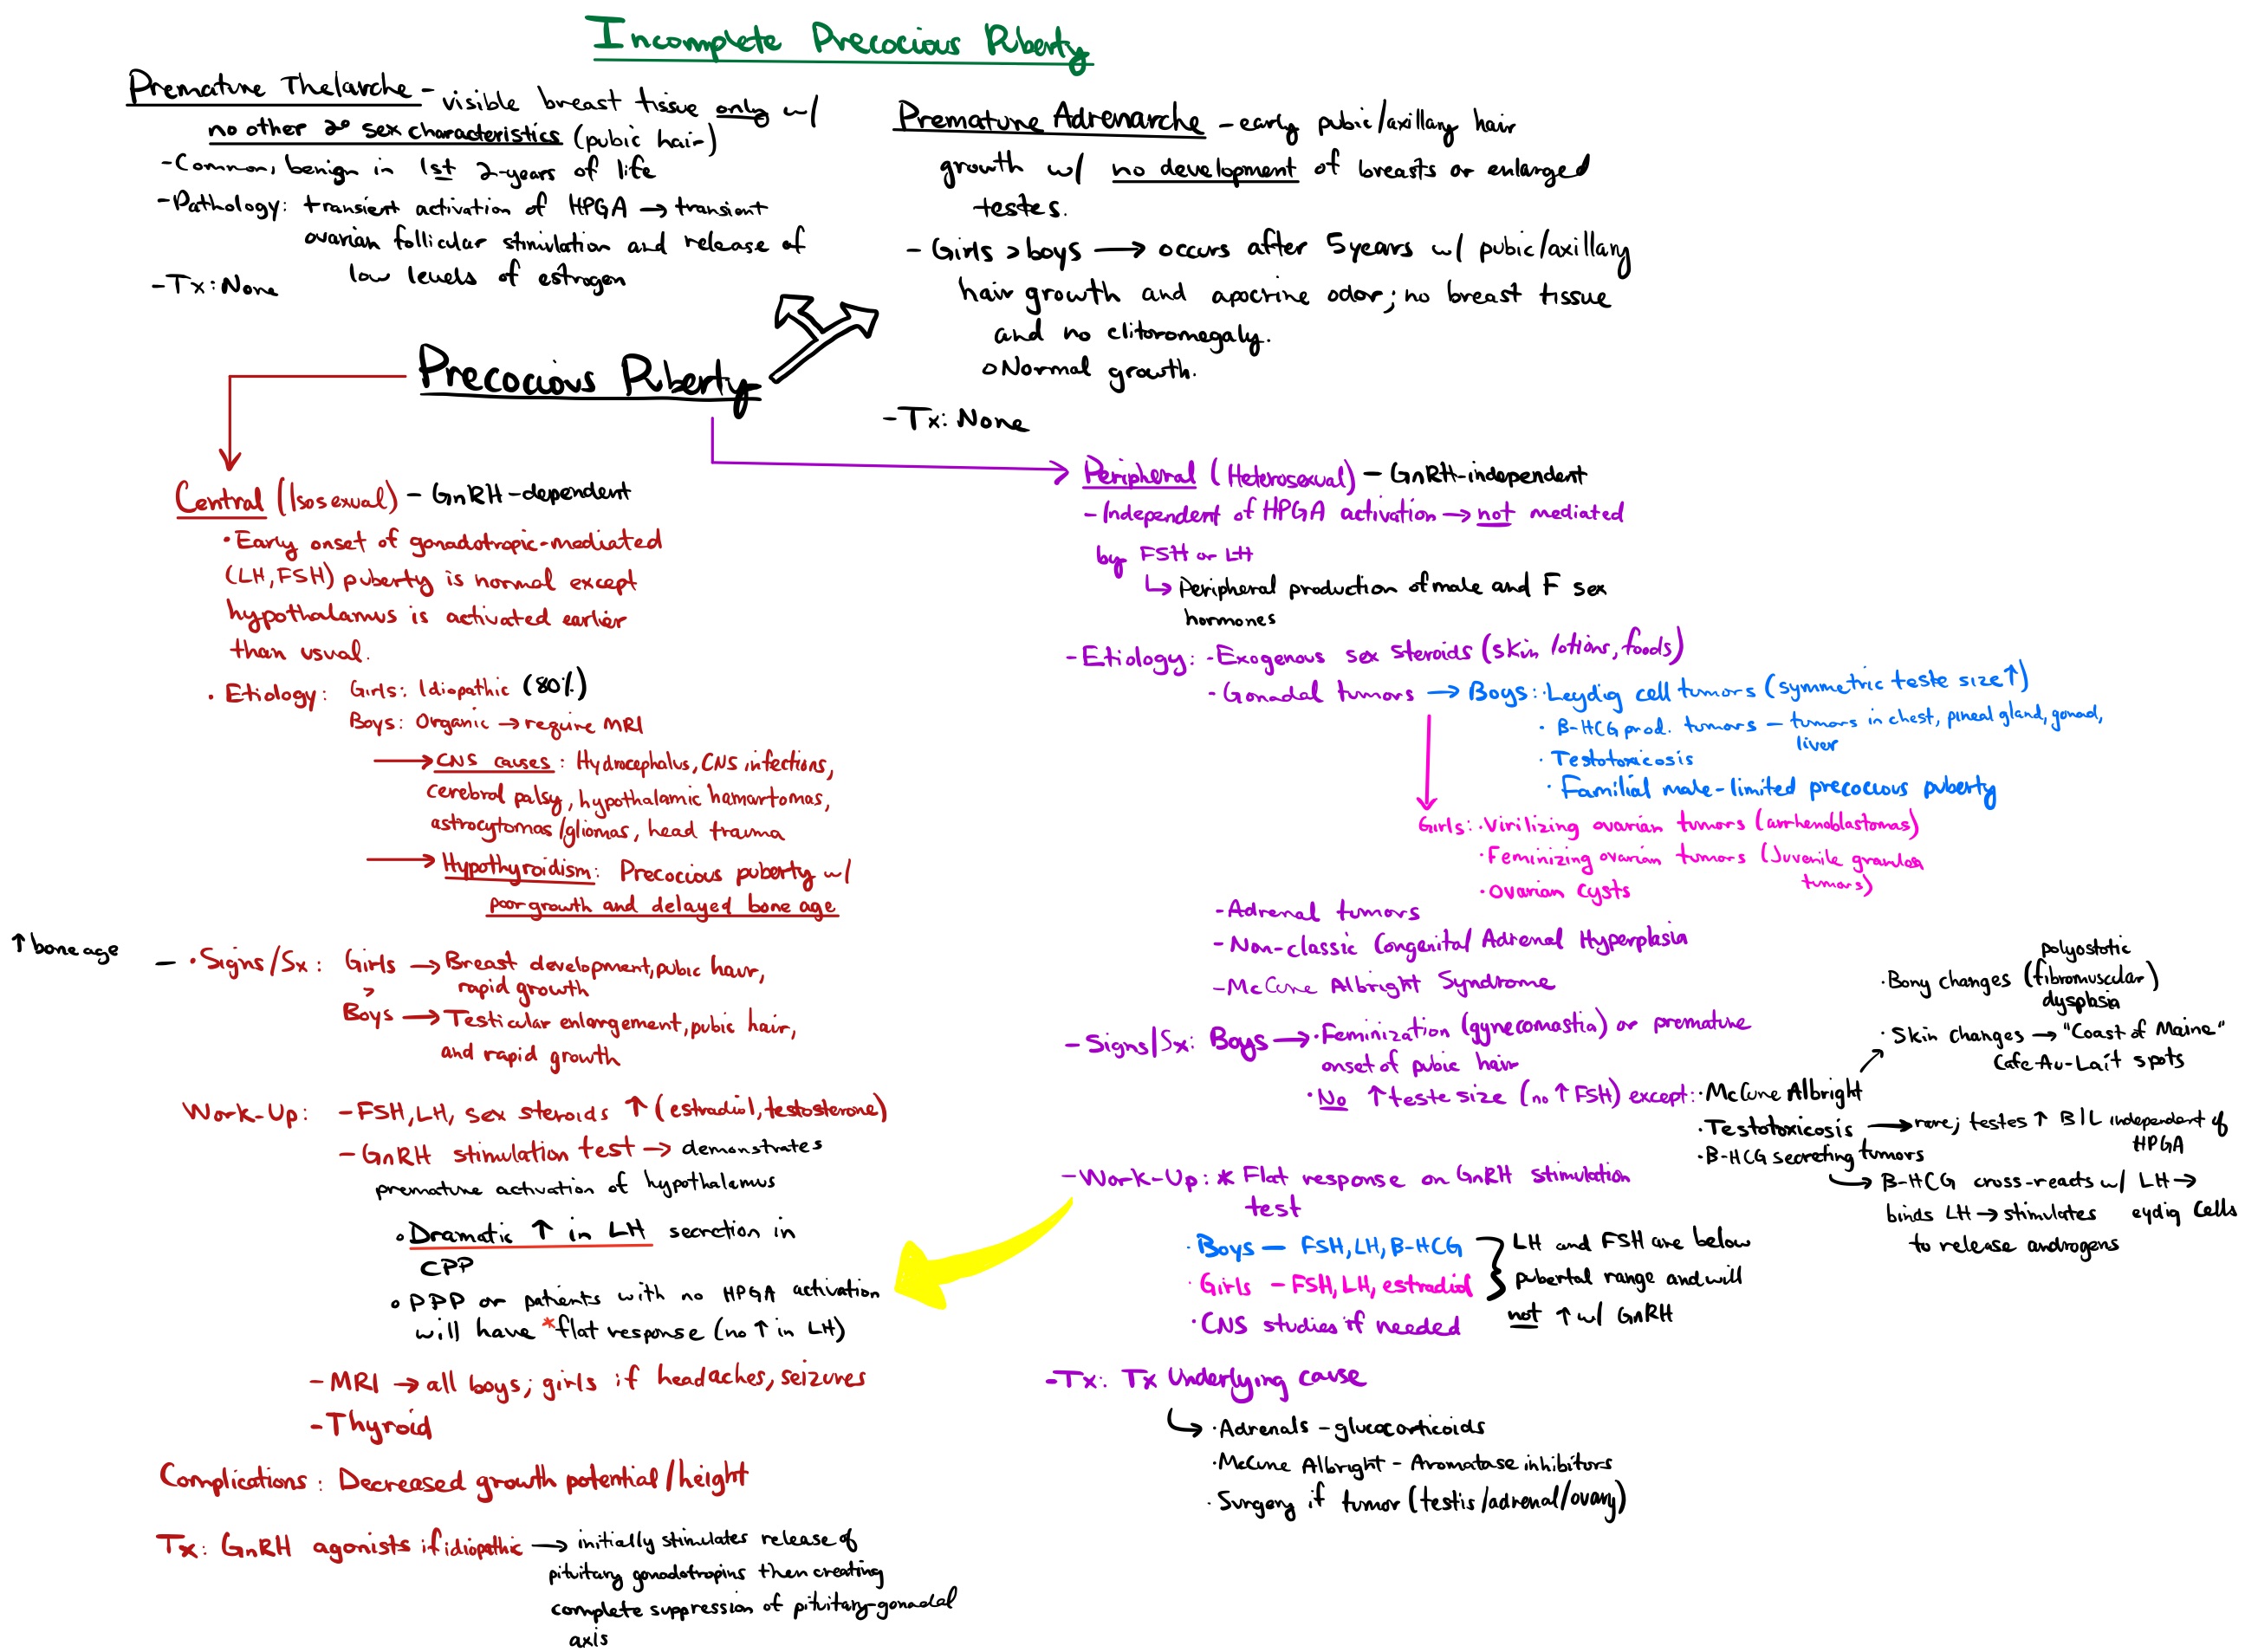 Incomplete Precocious Puberty
Premature Thelarche - visible breast tissue only w/
no other 2° sex characteristics (pubic hair)
- Common, benign in 1st 2-years of life
- Pathology: transient activation of HPGA → transient
ovarian follicular stimulation and release of
low levels of estrogen
- Tx: None
Premature Adrenarche - early pubic/axillary hair
growth w/ no development of breasts or enlarged
testes.
- Girls > boys → occurs after 5 years w/ pubic/axillary
hair growth and apocrine odor; no breast tissue
and no clitoromegaly.
o Normal growth.
- Tx: None
Precocious Puberty
Central (Isosexual) - GnRH-dependent
• Early onset of gonadotropic-mediated
(LH, FSH) puberty is normal except
hypothalamus is activated earlier
than usual.
• Etiology: Girls: Idiopathic (80%)
Boys: Organic → require MRI
→ CNS causes: Hydrocephalus, CNS infections,
cerebral palsy, hypothalamic hamartomas,
astrocytomas/gliomas, head trauma
→ Hypothyroidism: Precocious puberty w/
poor growth and delayed bone age
↑ bone age
- • Signs/Sx: Girls → Breast development, pubic hair,
rapid growth
>
Boys → Testicular enlargement, pubic hair,
and rapid growth
Work-Up: - FSH, LH, sex steroids ↑ (estradiol, testosterone)
- GnRH stimulation test → demonstrates
premature activation of hypothalamus
o Dramatic ↑ in LH secretion in
CPP
o PPP or patients with no HPGA activation
will have *flat response (no ↑ in LH)
- MRI → all boys; girls if headaches, seizures
- Thyroid
Complications: Decreased growth potential/height
Tx: GnRH agonists if idiopathic → initially stimulates release of
pituitary gonadotropins then creating
complete suppression of pituitary-gonadal
axis
Peripheral (Heterosexual) - GnRH-independent
- Independent of HPGA activation → not mediated
by FSH or LH
↳ Peripheral production of male and F sex
hormones
- Etiology: - Exogenous sex steroids (skin lotions, foods)
- Gonadal tumors → Boys: • Leydig cell tumors (symmetric teste size ↑)
• B-HCG prod. tumors - tumors in chest, pineal gland, gonad,
liver
• Testotoxicosis
• Familial male-limited precocious puberty
Girls: • Virilizing ovarian tumors (arrhenoblastomas)
• Feminizing ovarian tumors (Juvenile granulosa
tumors)
• Ovarian cysts
- Adrenal tumors
- Non-classic Congenital Adrenal Hyperplasia
- McCune Albright Syndrome
- Signs/Sx: Boys → • Feminization (gynecomastia) or premature
onset of pubic hair
• No ↑ teste size (no ↑ FSH) except: • McCune Albright
polyostotic
• Bony changes (fibromuscular)
dysplasia
• Skin changes → "Coast of Maine"
Cafe-Au-Lait spots
• Testotoxicosis → rare; testes ↑ B/L independent of
HPGA
• B-HCG secreting tumors
↳ B-HCG cross-reacts w/ LH →
binds LH → stimulates eydig Cells
to release androgens
- Work-Up: * Flat response on GnRH stimulation
test
• Boys - FSH, LH, B-HCG
• Girls - FSH, LH, estradiol
LH and FSH are below
pubertal range and will
not ↑ w/ GnRH
• CNS studies if needed
- Tx: Tx Underlying cause
↳ • Adrenals - glucocorticoids
• McCune Albright - Aromatase inhibitors
• Surgery if tumor (testis/adrenal/ovary)